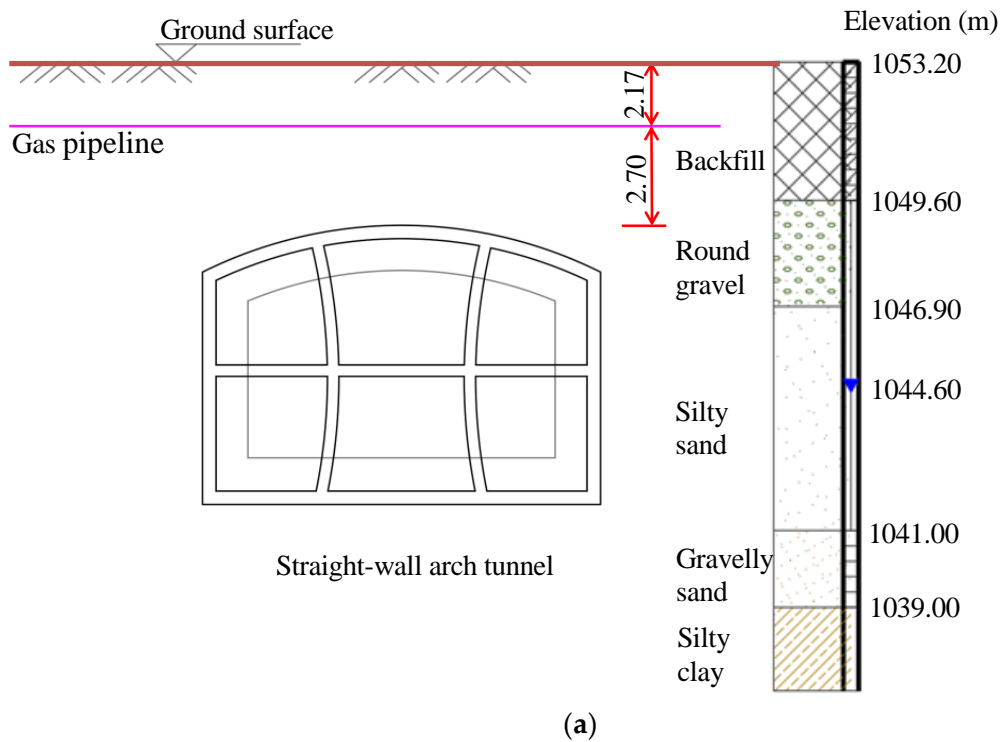 Elevation (m)
Ground surface
1053.20
2.17
Gas pipeline
2.70
Backfill
1049.60
Round
gravel
1046.90
1044.60
Silty
sand
1041.00
Straight-wall arch tunnel
Gravelly
sand
1039.00
Silty
clay
(a)